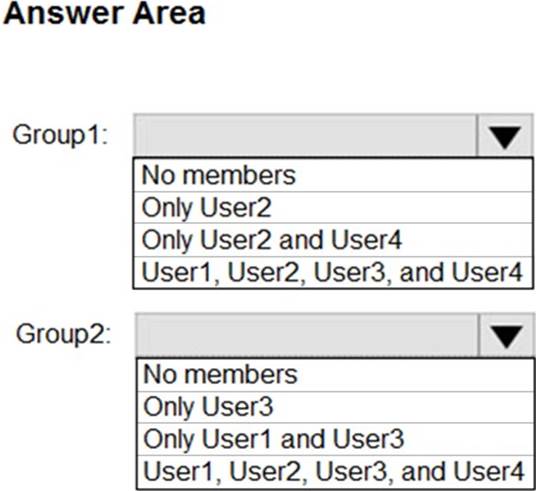 Answer Area
Group1:
No members
Only User2
Only User2 and User4
User1, User2, User3, and User4
Group2:
No members
Only User3
Only User1 and User3
User1, User2, User3, and User4